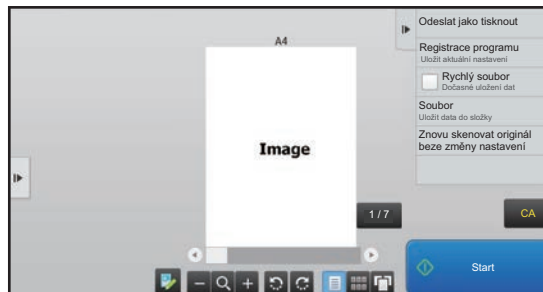 A4
Image
1 / 7
Odeslat jako tisknout
Registrace programu
Uložit aktuální nastavení
Rychlý soubor
Dočasné uložení dat
Soubor
Uložit data do složky
Znovu skenovat originál
beze změny nastavení
CA
Start